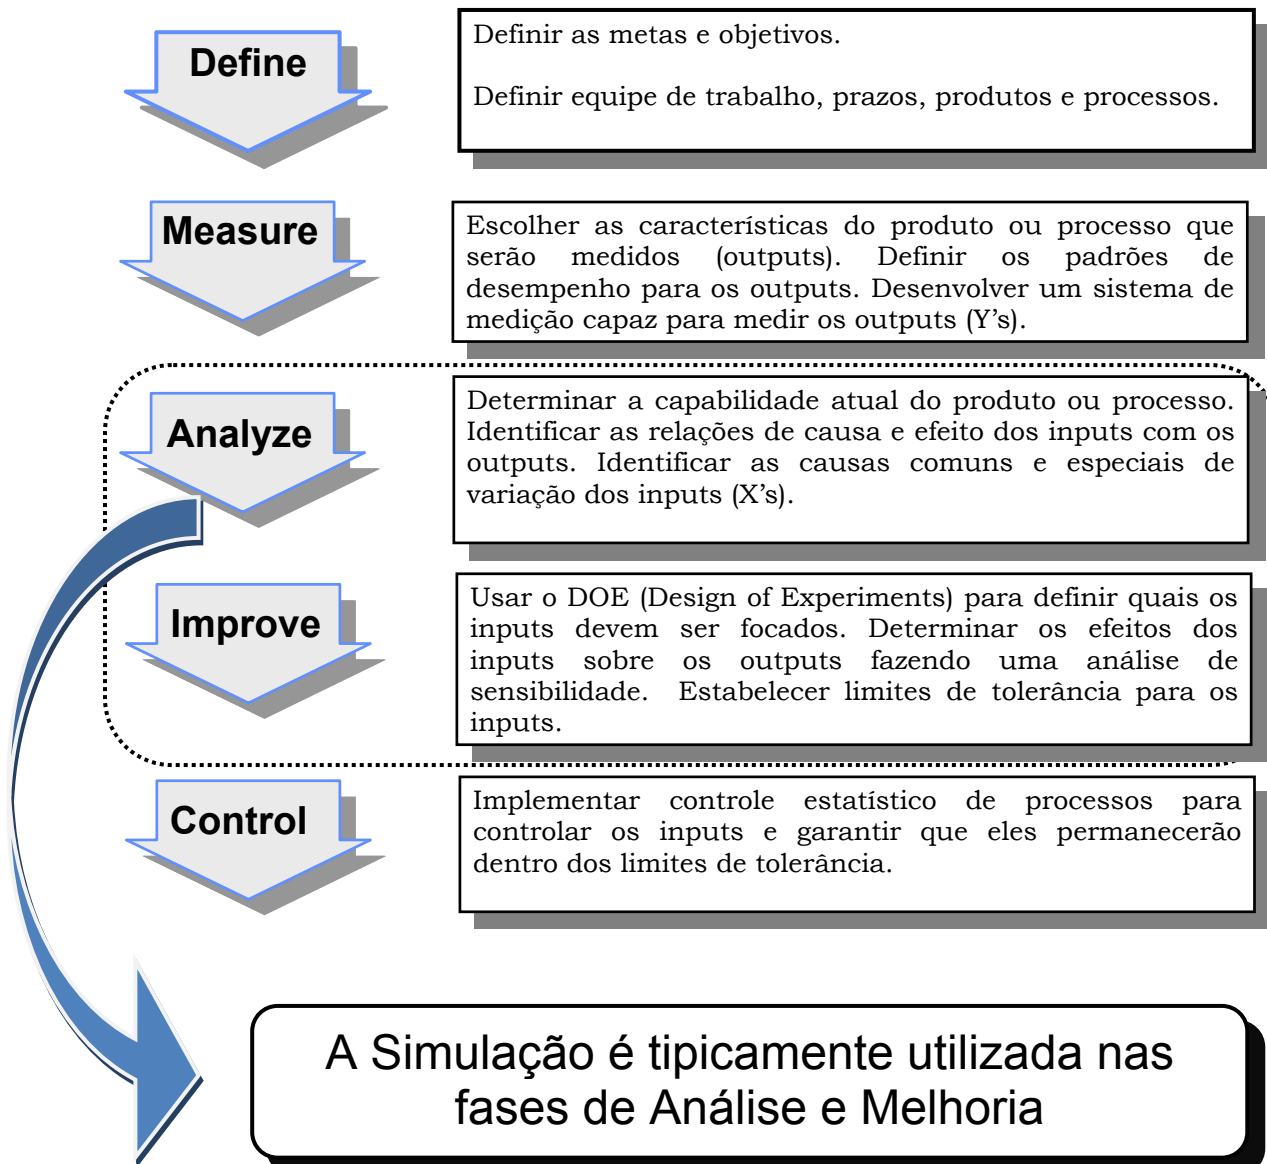 Define
Definir as metas e objetivos.
Definir equipe de trabalho, prazos, produtos e processos.
Measure
Escolher as características do produto ou processo que
serão medidos (outputs). Definir os padrões de
desempenho para os outputs. Desenvolver um sistema de
medição capaz para medir os outputs (Y’s).
Analyze
Determinar a capabilidade atual do produto ou processo.
Identificar as relações de causa e efeito dos inputs com os
outputs. Identificar as causas comuns e especiais de
variação dos inputs (X’s).
Improve
Usar o DOE (Design of Experiments) para definir quais os
inputs devem ser focados. Determinar os efeitos dos
inputs sobre os outputs fazendo uma análise de
sensibilidade. Estabelecer limites de tolerância para os
inputs.
Control
Implementar controle estatístico de processos para
controlar os inputs e garantir que eles permanecerão
dentro dos limites de tolerância.
A Simulação é tipicamente utilizada nas
fases de Análise e Melhoria